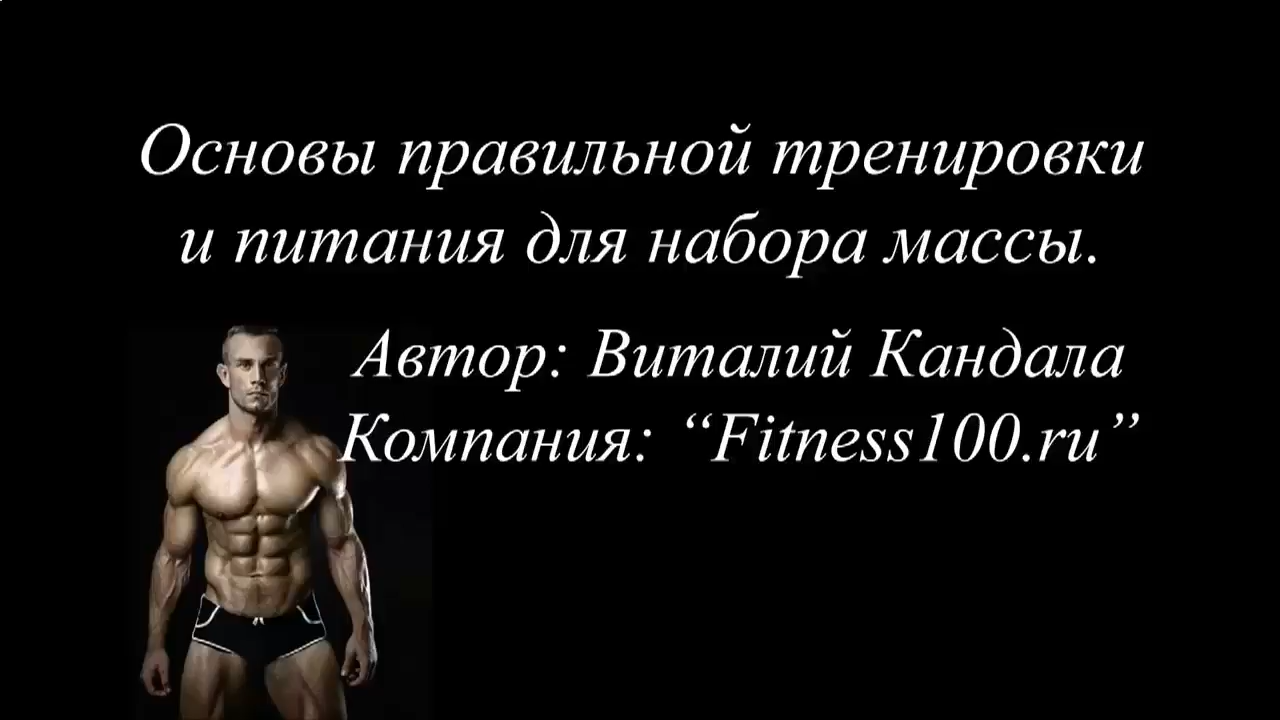 Основы правильной тренировки
и питания для набора массы.
Автор: Виталий Кандала
Компания: “Fitness100.ru”